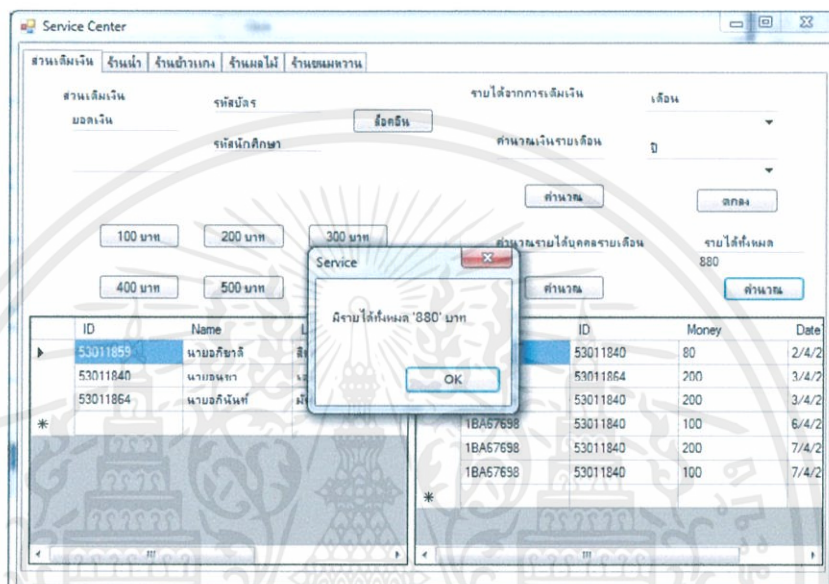 Service Center
ส่วนเติมเงิน ร้านน้ำ ร้านข้าวแกง ร้านผลไม้ ร้านขนมหวาน
ส่วนเติมเงิน รหัสบัตร รายได้จากการเติมเงิน เดือน
ยอดเงิน ล็อคอิน
รหัสนักศึกษา คำนวณเงินรายเดือน ปี
คำนวณ ตกลง
100 บาท 200 บาท 300 บาท คำนวณรายได้บุคคลรายเดือน รายได้ทั้งหมด
880
400 บาท 500 บาท คำนวณ คำนวณ
Service
มีรายได้ทั้งหมด '880' บาท
OK
ID Name ID Money Date
53011859 นายอภิชาติ 53011840 80 2/4/2
53011840 53011864 200 3/4/2
53011864 นายอภินันท์ 53011840 200 3/4/2
1BA67698 53011840 100 6/4/2
1BA67698 53011840 200 7/4/2
1BA67698 53011840 100 7/4/2